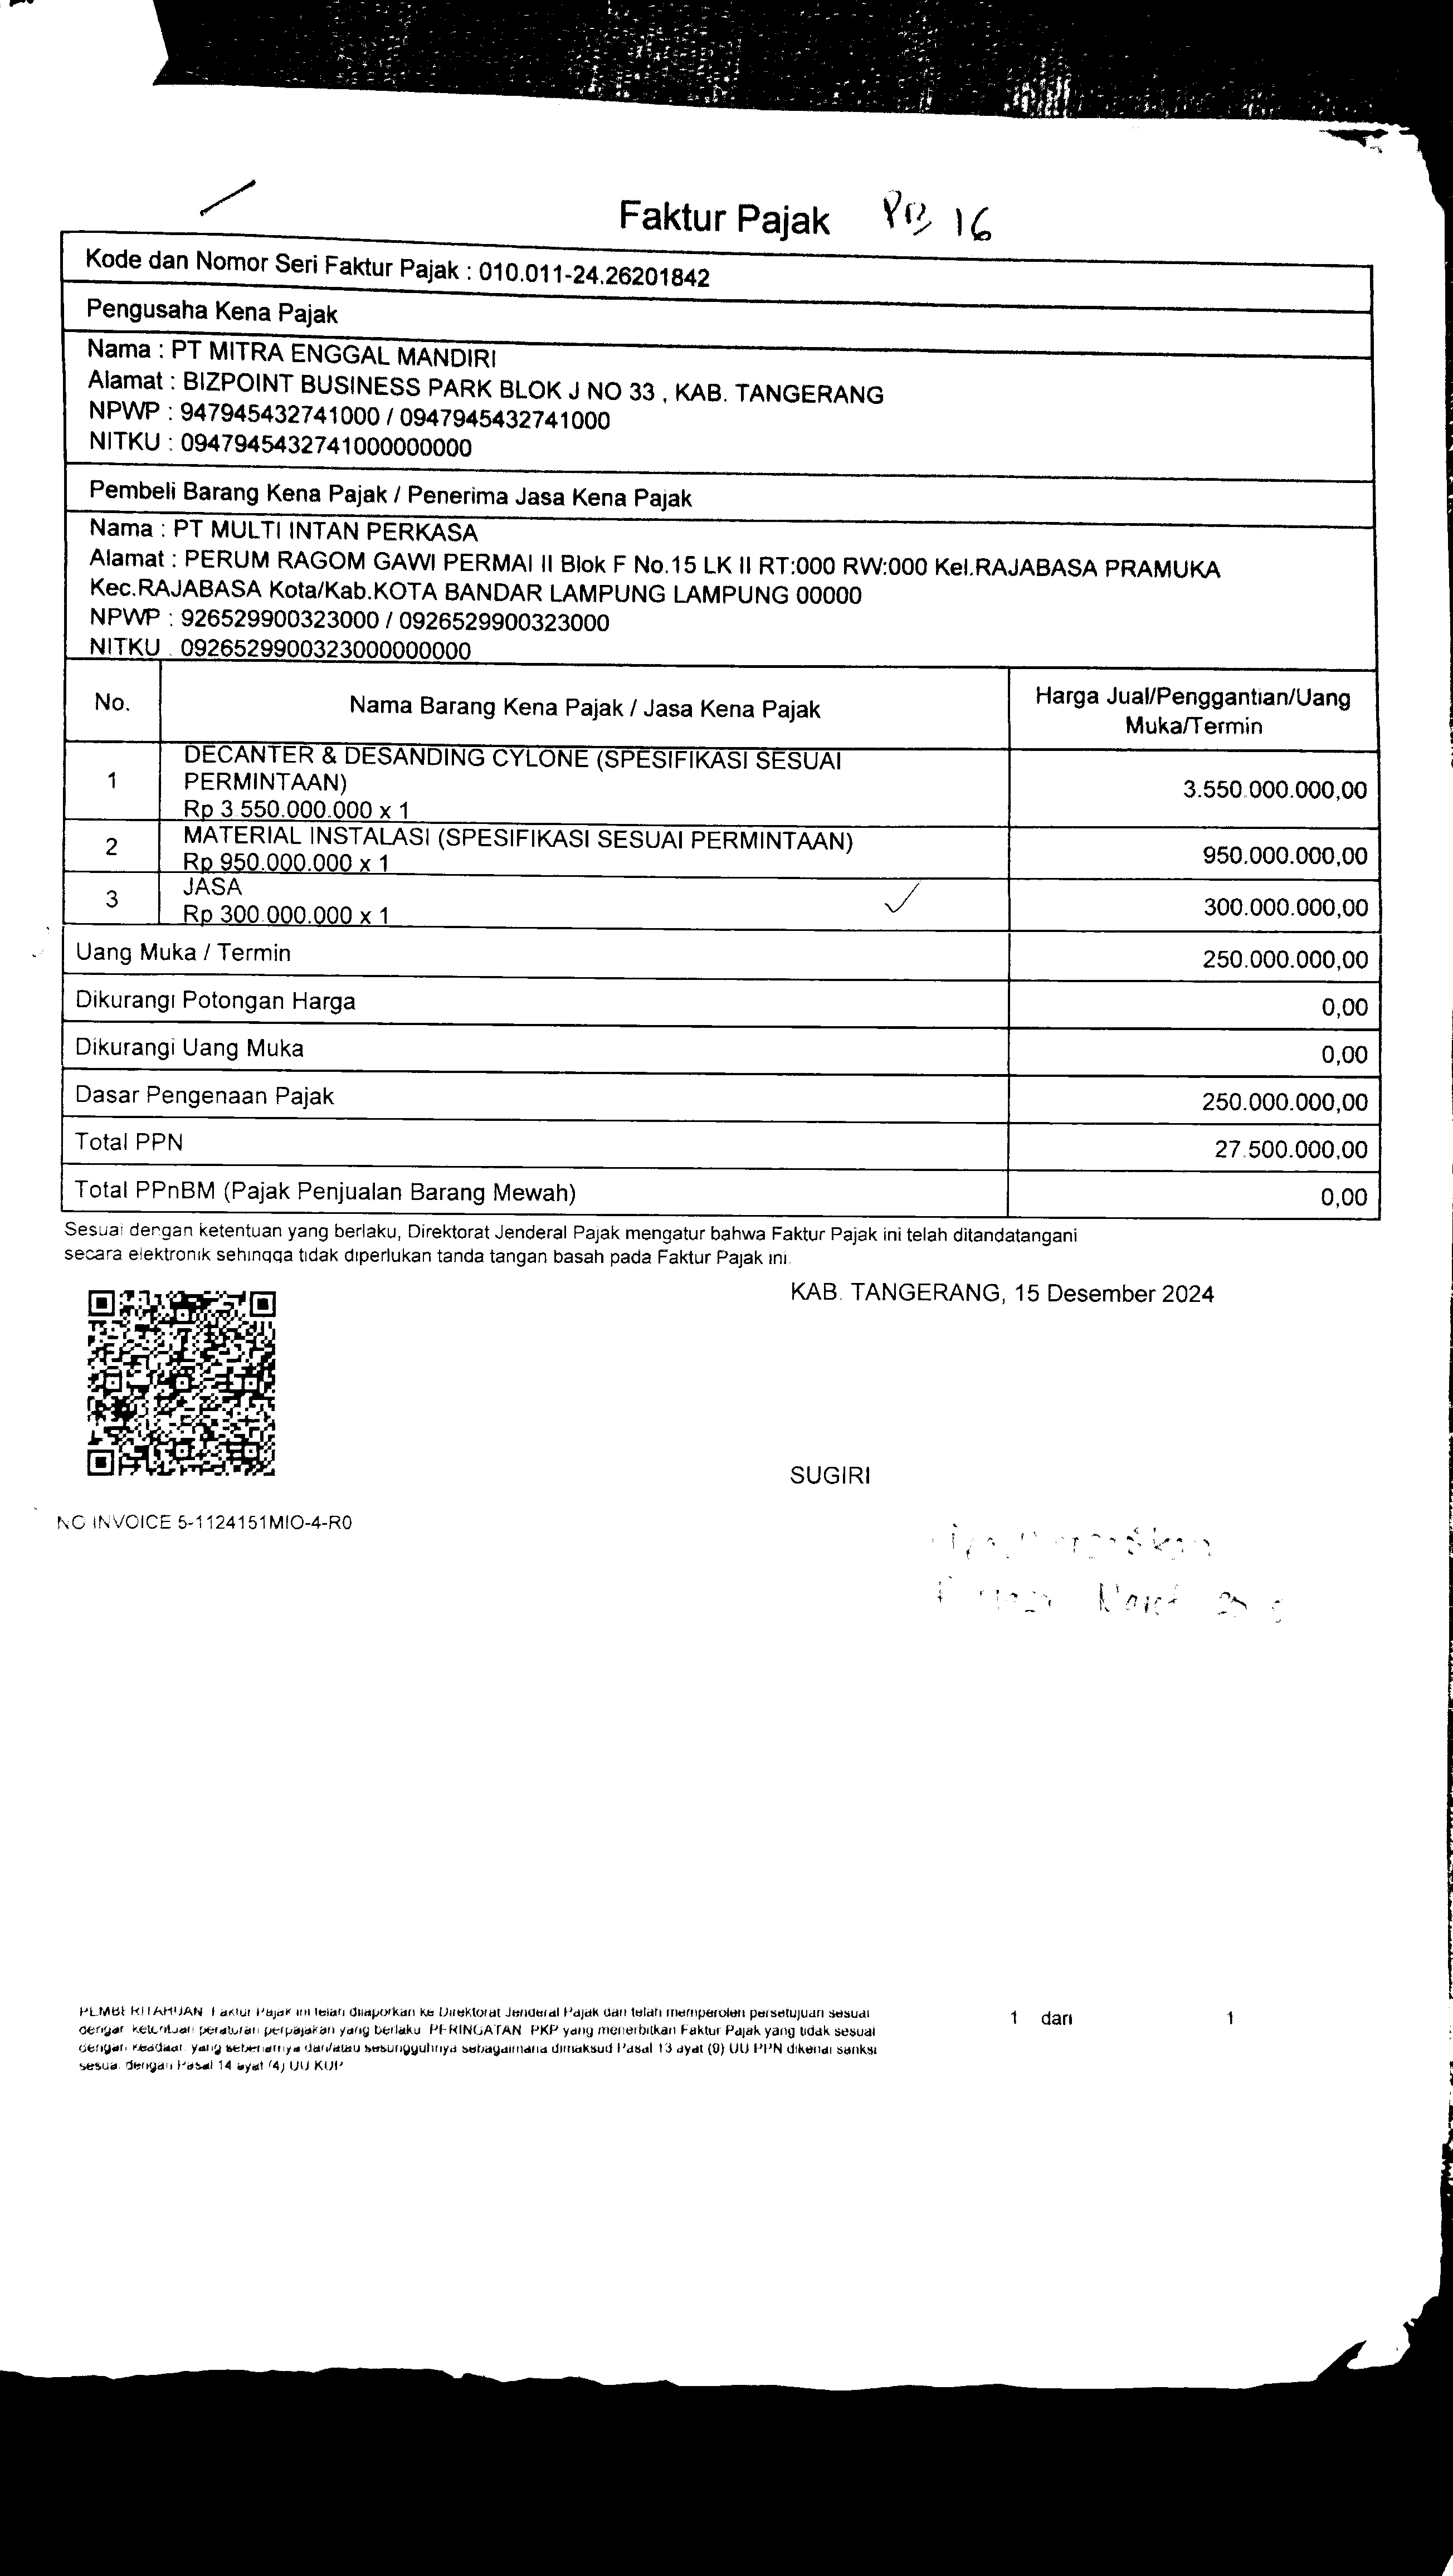 Faktur Pajak
16
Kode dan Nomor Seri Faktur Pajak : 010.011-24.26201842
Pengusaha Kena Pajak
Nama : PT MITRA ENGGAL MANDIRI
Alamat : BIZPOINT BUSINESS PARK BLOK J NO 33 , KAB. TANGERANG
NPWP : 947945432741000 / 0947945432741000
NITKU : 0947945432741000000000
Pembeli Barang Kena Pajak / Penerima Jasa Kena Pajak
Nama : PT MULTI INTAN PERKASA
Alamat : PERUM RAGOM GAWI PERMAI II Blok F No.15 LK II RT:000 RW:000 Kel.RAJABASA PRAMUKA
Kec.RAJABASA Kota/Kab.KOTA BANDAR LAMPUNG LAMPUNG 00000
NPWP : 926529900323000 / 0926529900323000
NITKU : 0926529900323000000000
No. Nama Barang Kena Pajak / Jasa Kena Pajak Harga Jual/Penggantian/Uang
Muka/Termin
DECANTER & DESANDING CYLONE (SPESIFIKASI SESUAI
1 PERMINTAAN) 3.550.000.000,00
Rp 3.550.000.000 x 1
2 MATERIAL INSTALASI (SPESIFIKASI SESUAI PERMINTAAN) 950.000.000,00
Rp 950.000.000 x 1
3 JASA 300.000.000,00
Rp 300.000.000 x 1
Uang Muka / Termin 250.000.000,00
Dikurangi Potongan Harga 0,00
Dikurangi Uang Muka 0,00
Dasar Pengenaan Pajak 250.000.000,00
Total PPN 27.500.000,00
Total PPnBM (Pajak Penjualan Barang Mewah) 0,00
Sesuai dengan ketentuan yang berlaku, Direktorat Jenderal Pajak mengatur bahwa Faktur Pajak ini telah ditandatangani
secara elektronik sehingga tidak diperlukan tanda tangan basah pada Faktur Pajak ini.
KAB. TANGERANG, 15 Desember 2024
SUGIRI
NO INVOICE 5-1124151MIO-4-R0
Maret
PEMBERITAHUAN: Faktur Pajak ini telah dilaporkan ke Direktorat Jenderal Pajak dan telah memperoleh persetujuan sesuai
dengan ketentuan peraturan perpajakan yang berlaku. PERINGATAN: PKP yang menerbitkan Faktur Pajak yang tidak sesuai
dengan keadaan yang sebenarnya dan/atau sesungguhnya sebagaimana dimaksud Pasal 13 ayat (9) UU PPN dikenai sanksi
sesuai dengan Pasal 14 ayat (4) UU KUP
1 dari 1